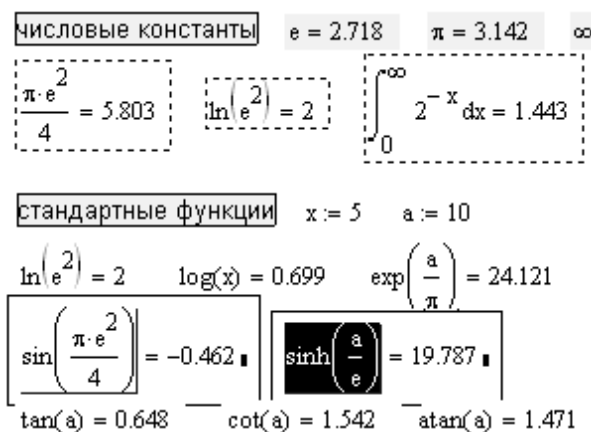 числовые константы e = 2.718 π = 3.142 ∞
π·e^2/4 = 5.803 ln(e^2) = 2 ∫_0^∞ 2^(-x) dx = 1.443
стандартные функции x := 5 a := 10
ln(e^2) = 2 log(x) = 0.699 exp(a/π) = 24.121
sin(π·e^2/4) = -0.462 sinh(a/e) = 19.787
tan(a) = 0.648 cot(a) = 1.542 atan(a) = 1.471